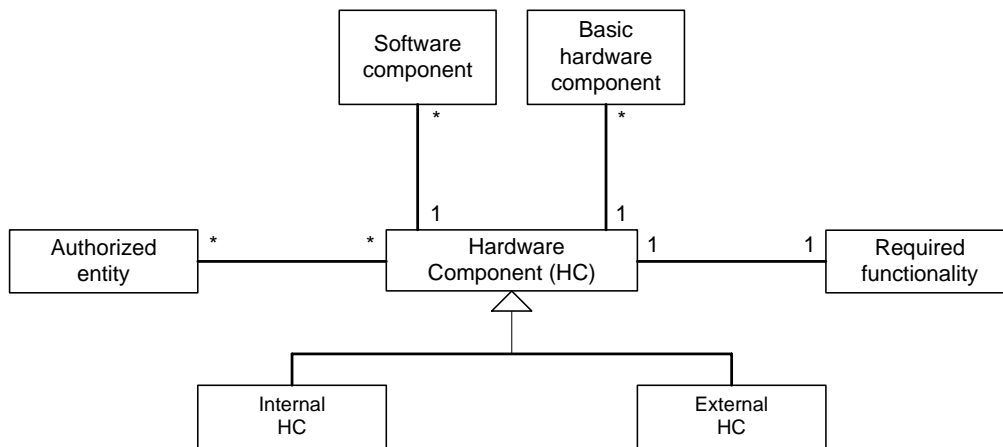 Software
component
Basic
hardware
component
*
*
1
1
Authorized
entity
*
*
Hardware
Component (HC)
1
1
Required
functionality
Internal
HC
External
HC